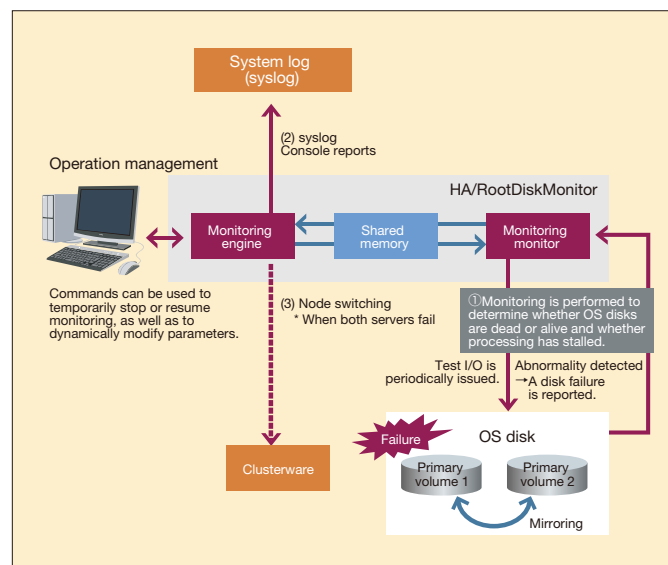 System log
(syslog)
(2) syslog
Console reports
Operation management
HA/RootDiskMonitor
Monitoring
engine
Shared
memory
Monitoring
monitor
Commands can be used to
temporarily stop or resume
monitoring, as well as to
dynamically modify parameters.
(3) Node switching
* When both servers fail
①Monitoring is performed to
determine whether OS disks
are dead or alive and whether
processing has stalled.
Test I/O is
periodically issued.
Abnormality detected
→A disk failure
is reported.
Failure
OS disk
Clusterware
Primary
volume 1
Primary
volume 2
Mirroring